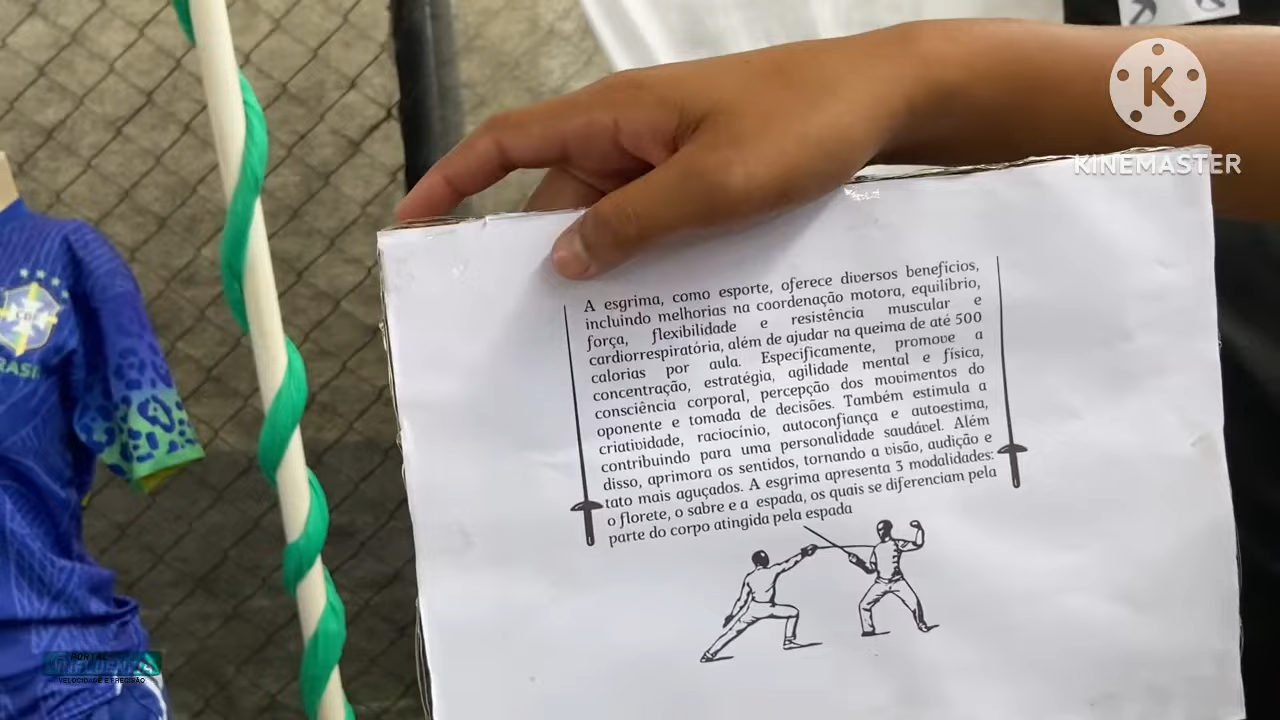 KINEMASTER
A esgrima, como esporte, oferece diversos benefícios,
incluindo melhorias na coordenação motora, equilíbrio,
força, flexibilidade e resistência muscular e
cardiorrespiratória, além de ajudar na queima de até 500
calorias por aula. Especificamente, promove a
concentração, estratégia, agilidade mental e física,
consciência corporal, percepção dos movimentos do
oponente e tomada de decisões. Também estimula a
criatividade, raciocínio, autoconfiança e autoestima,
contribuindo para uma personalidade saudável. Além
disso, aprimora os sentidos, tornando a visão, audição e
tato mais aguçados. A esgrima apresenta 3 modalidades:
o florete, o sabre e a espada, os quais se diferenciam pela
parte do corpo atingida pela espada
PORTAL
INFLUENCIA
VELOCIDADE E PRECISÃO